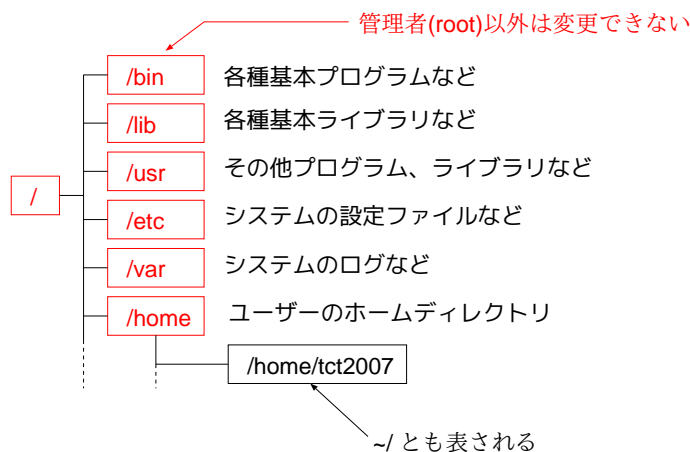 管理者(root)以外は変更できない
/bin 各種基本プログラムなど
/lib 各種基本ライブラリなど
/usr その他プログラム、ライブラリなど
/
/etc システムの設定ファイルなど
/var システムのログなど
/home ユーザーのホームディレクトリ
/home/tct2007
~/ とも表される